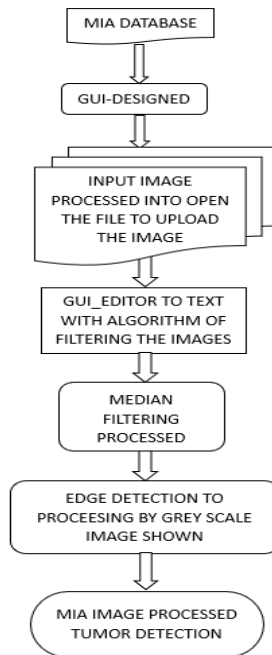 MIA DATABASE
GUI-DESIGNED
INPUT IMAGE
PROCESSED INTO OPEN
THE FILE TO UPLOAD
THE IMAGE
GUI_EDITOR TO TEXT
WITH ALGORITHM OF
FILTERING THE IMAGES
MEDIAN
FILTERING
PROCESSED
EDGE DETECTION TO
PROCEESING BY GREY SCALE
IMAGE SHOWN
MIA IMAGE PROCESSED
TUMOR DETECTION